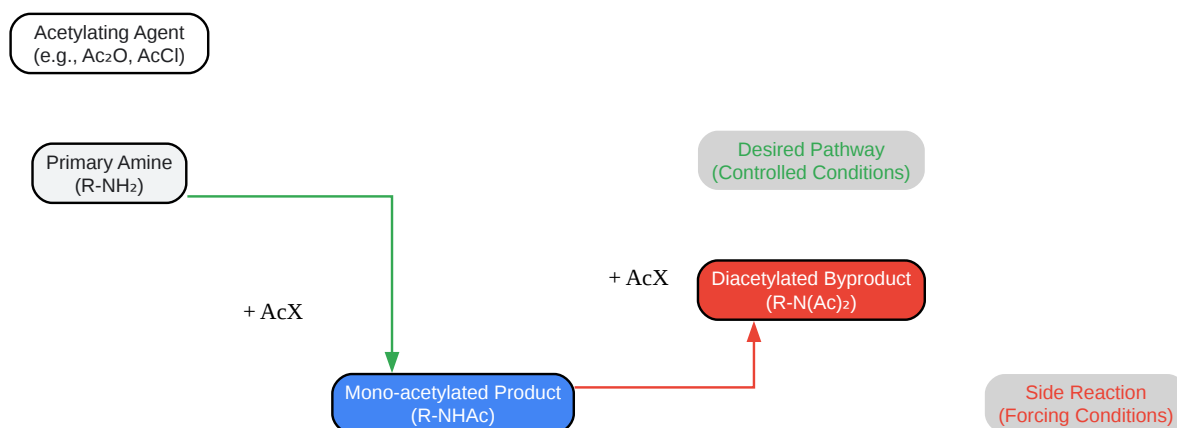 Acetylating Agent
(e.g., Ac₂O, AcCl)
Primary Amine
(R-NH₂)
Desired Pathway
(Controlled Conditions)
+ AcX
Diacetylated Byproduct
(R-N(Ac)₂)
+ AcX
Mono-acetylated Product
(R-NHAc)
Side Reaction
(Forcing Conditions)